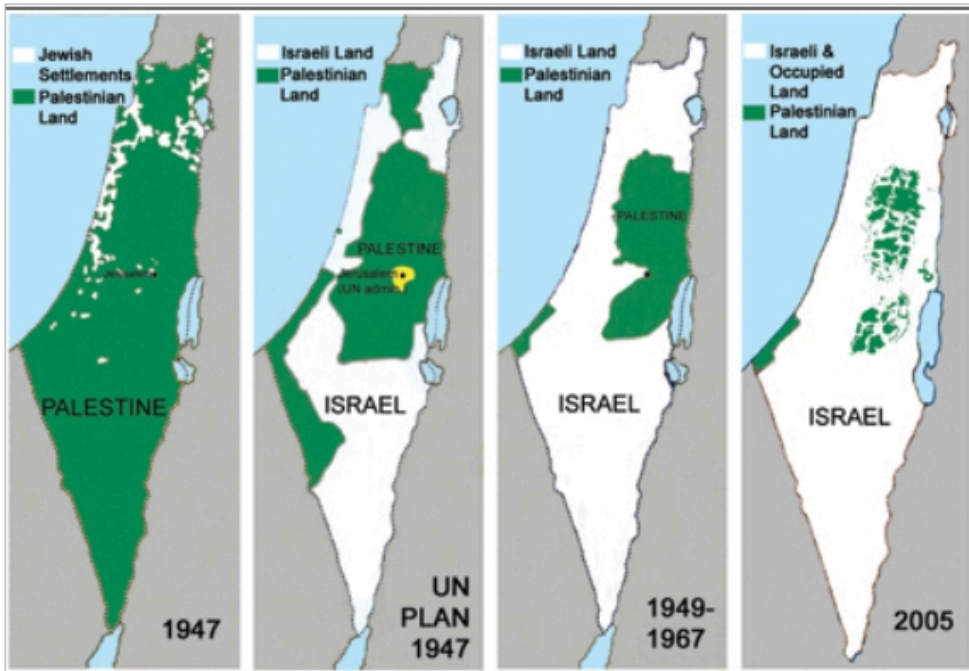 Jewish
Settlements
Palestinian
Land
Jerusalem
PALESTINE
1947
Israeli Land
Palestinian
Land
PALESTINE
Jerusalem
(UN admin.)
ISRAEL
UN
PLAN
1947
Israeli Land
Palestinian
Land
PALESTINE
ISRAEL
1949-
1967
Israeli &
Occupied
Land
Palestinian
Land
ISRAEL
2005